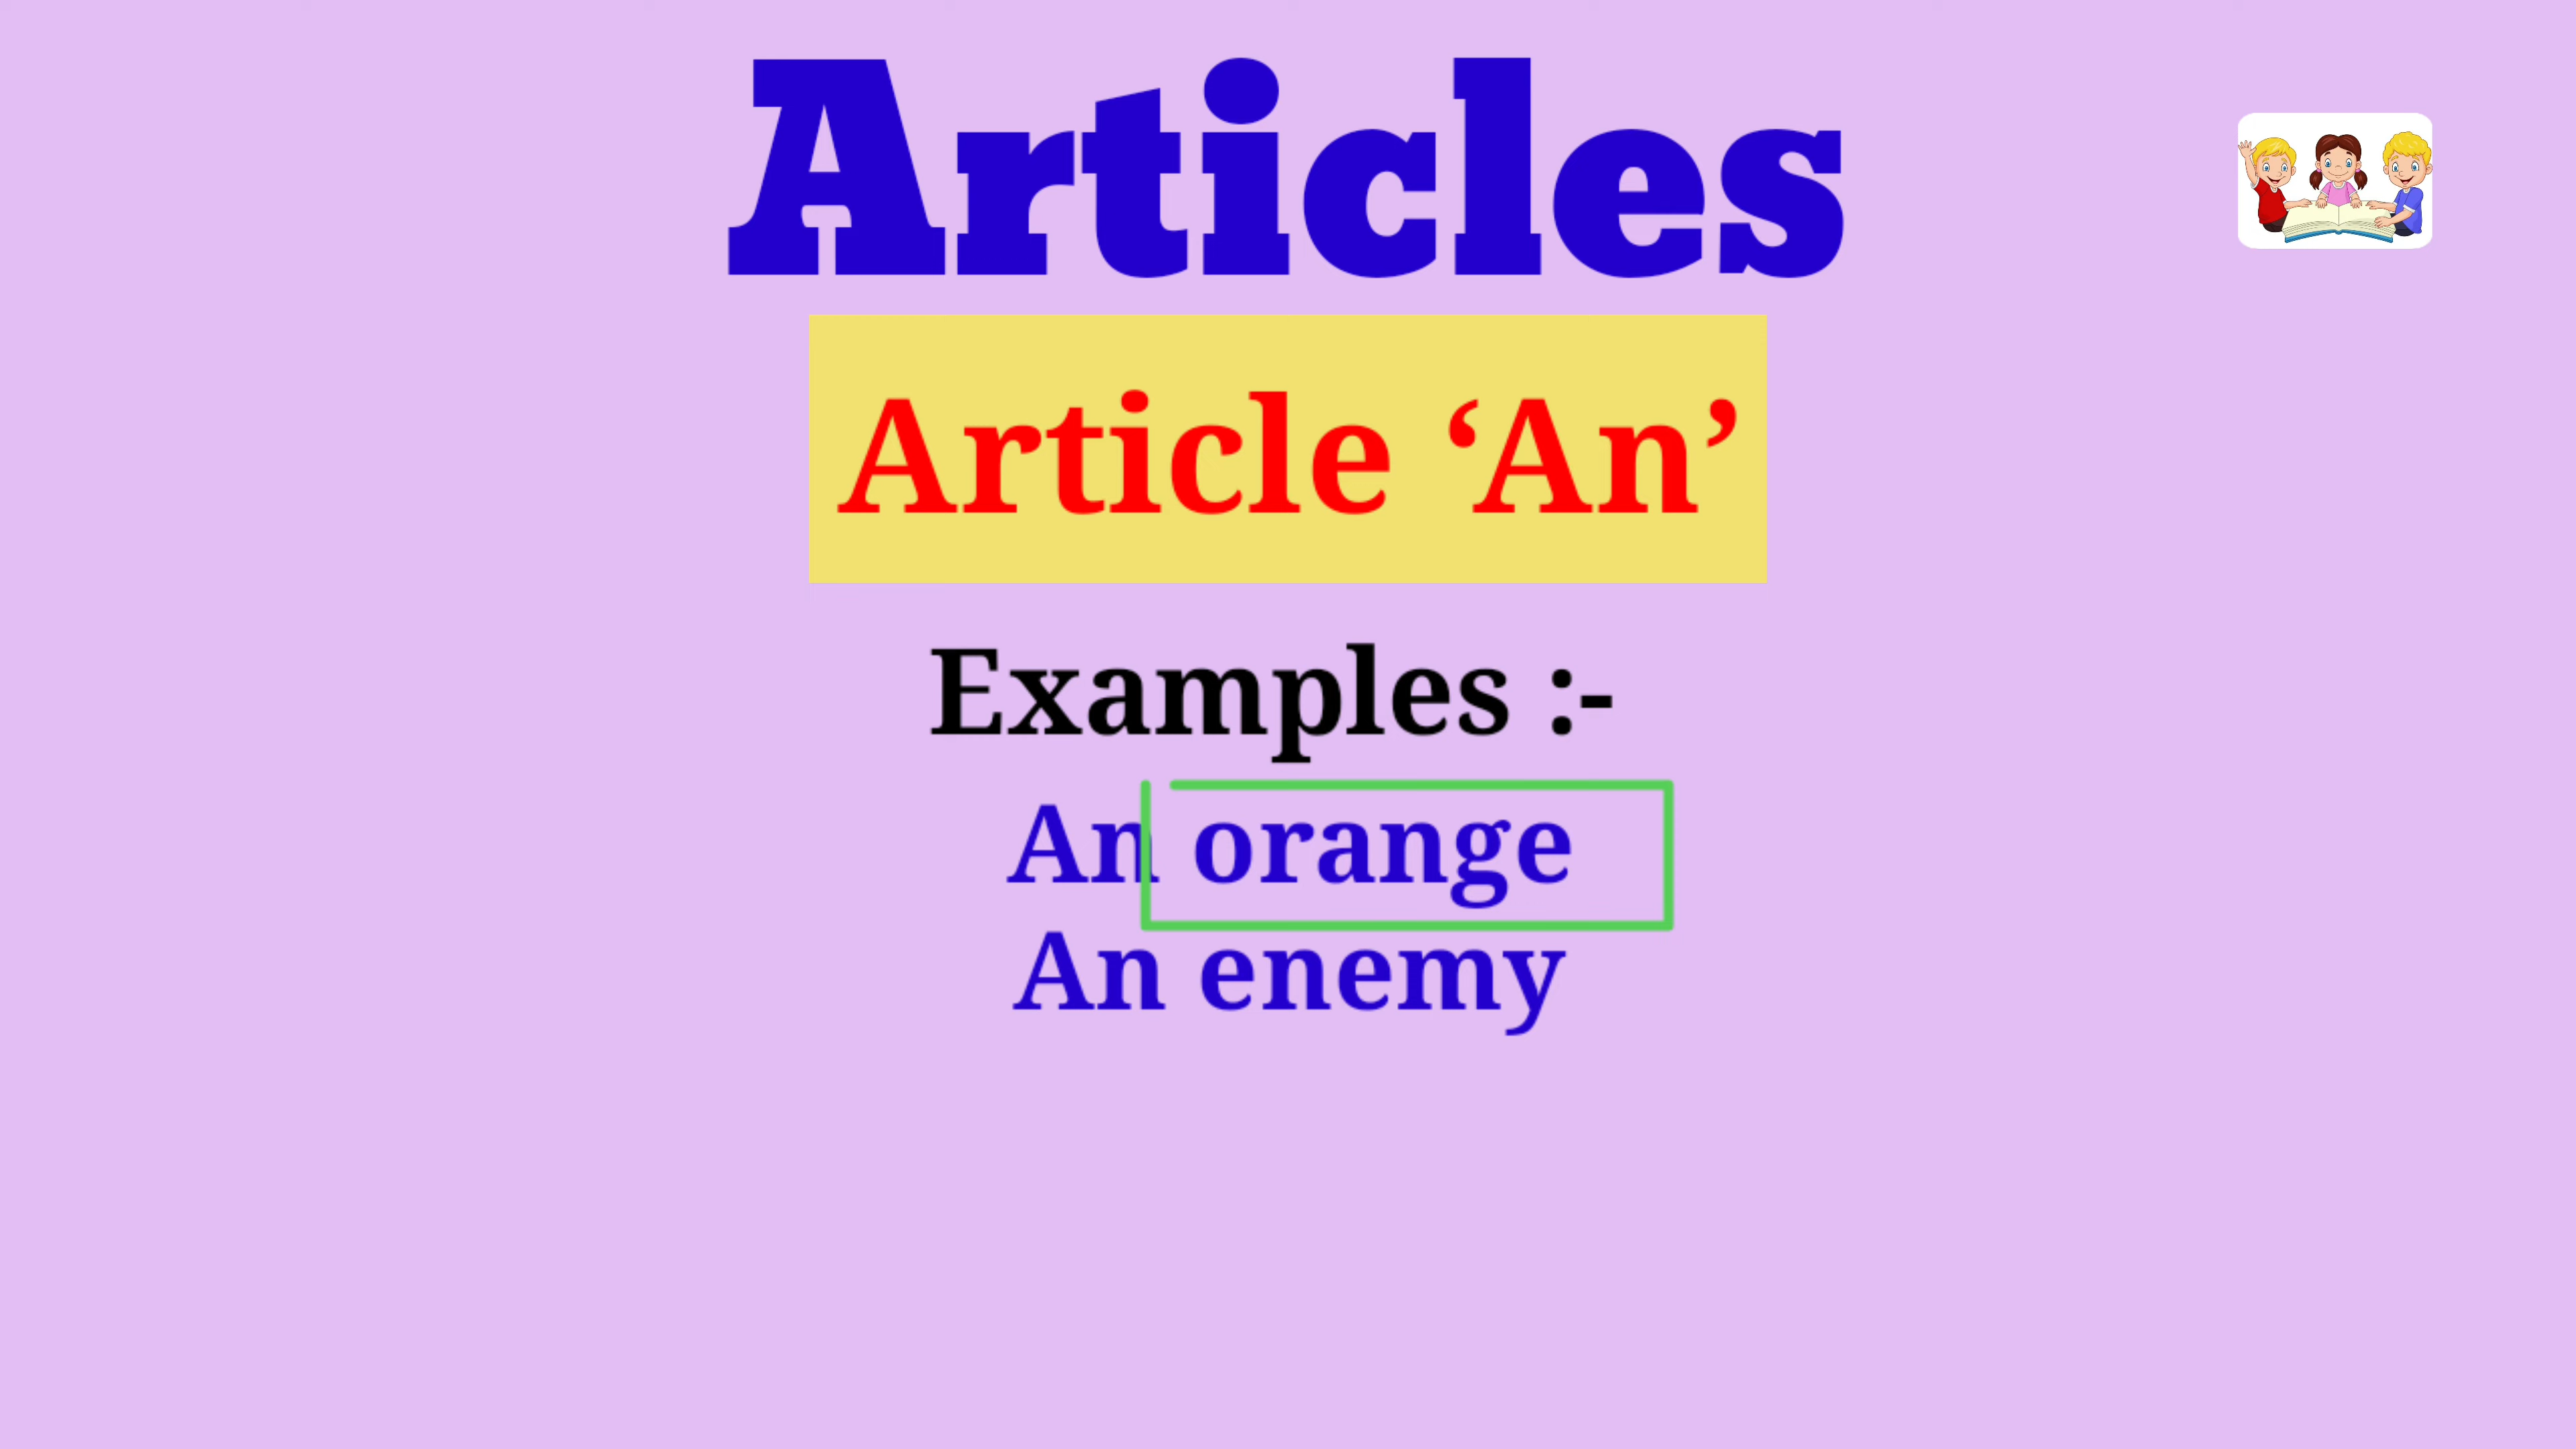 Articles
Article ‘An’
Examples :-
An orange
An enemy